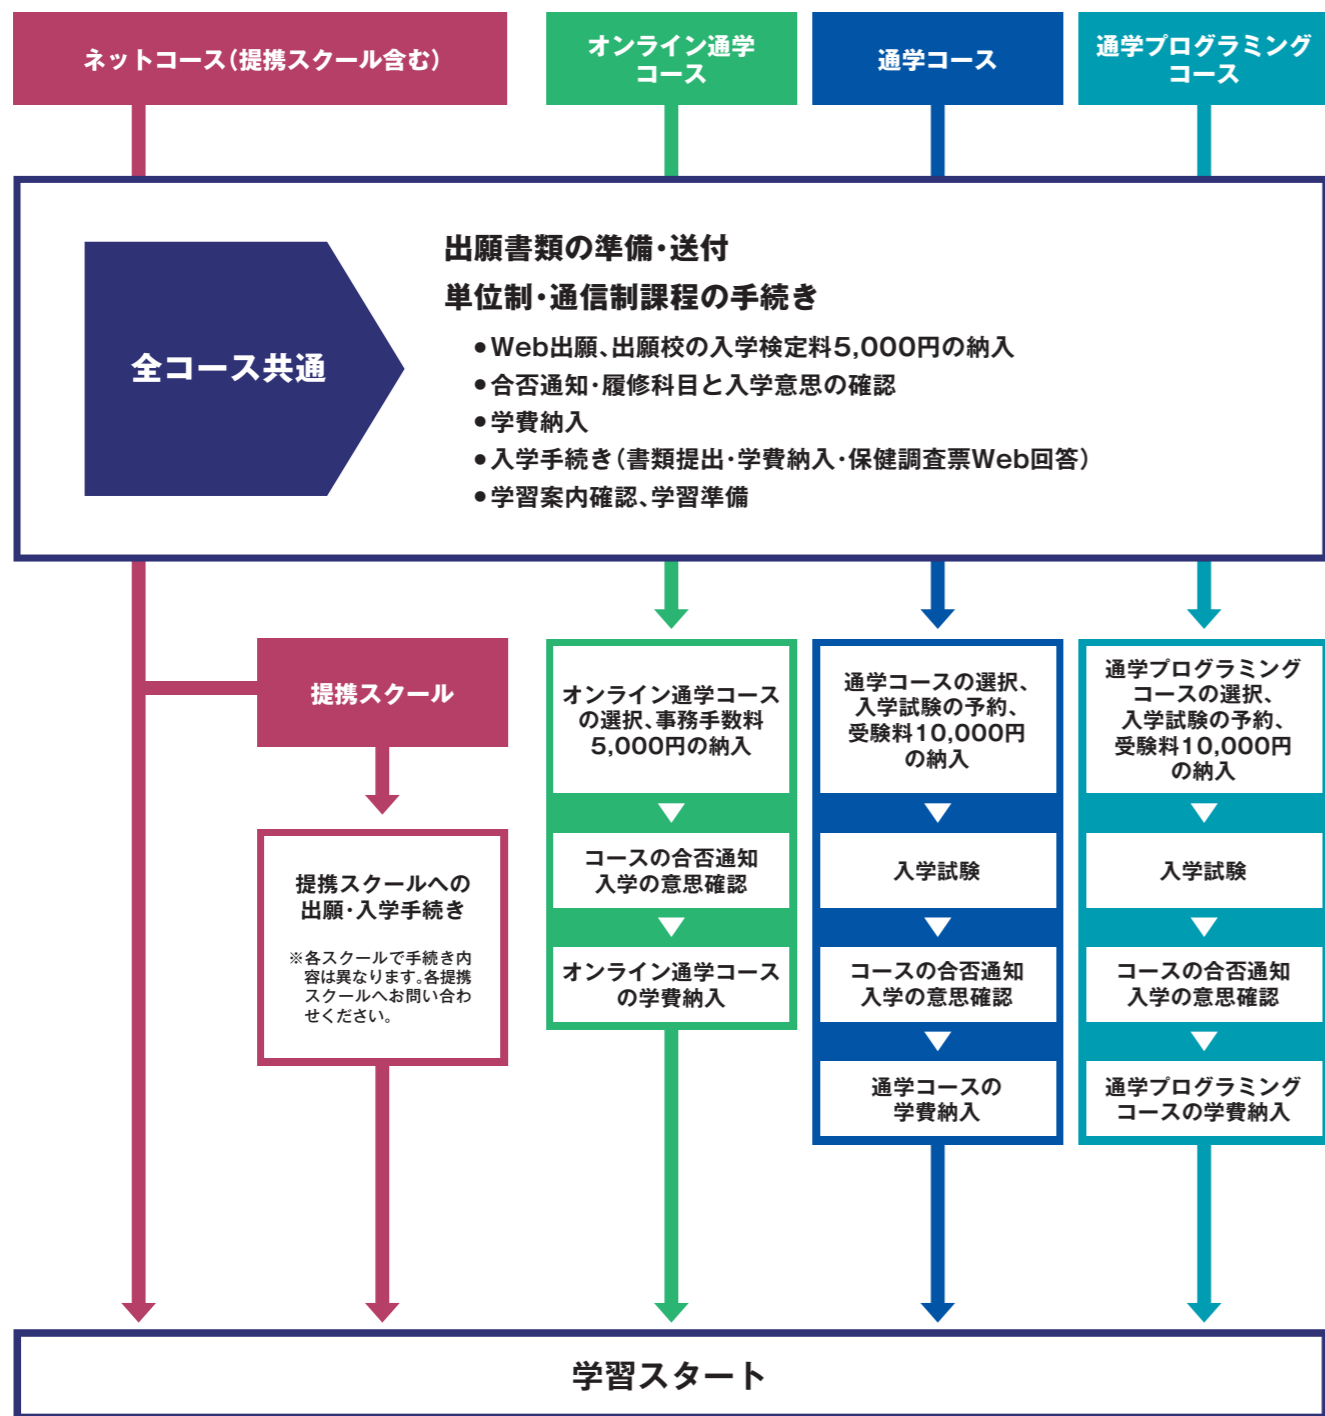 ネットコース(提携スクール含む)
オンライン通学
コース
通学コース
通学プログラミング
コース
全コース共通
出願書類の準備・送付
単位制・通信制課程の手続き
●Web出願、出願校の入学検定料5,000円の納入
●合否通知・履修科目と入学意思の確認
●学費納入
●入学手続き(書類提出・学費納入・保健調査票Web回答)
●学習案内確認、学習準備
提携スクール
提携スクールへの
出願・入学手続き
※各スクールで手続き内
容は異なります。各提携
スクールへお問い合わ
せください。
オンライン通学コース
の選択、事務手数料
5,000円の納入
コースの合否通知
入学の意思確認
オンライン通学コース
の学費納入
通学コースの選択、
入学試験の予約、
受験料10,000円
の納入
入学試験
コースの合否通知
入学の意思確認
通学コースの
学費納入
通学プログラミング
コースの選択、
入学試験の予約、
受験料10,000円
の納入
入学試験
コースの合否通知
入学の意思確認
通学プログラミング
コースの学費納入
学習スタート